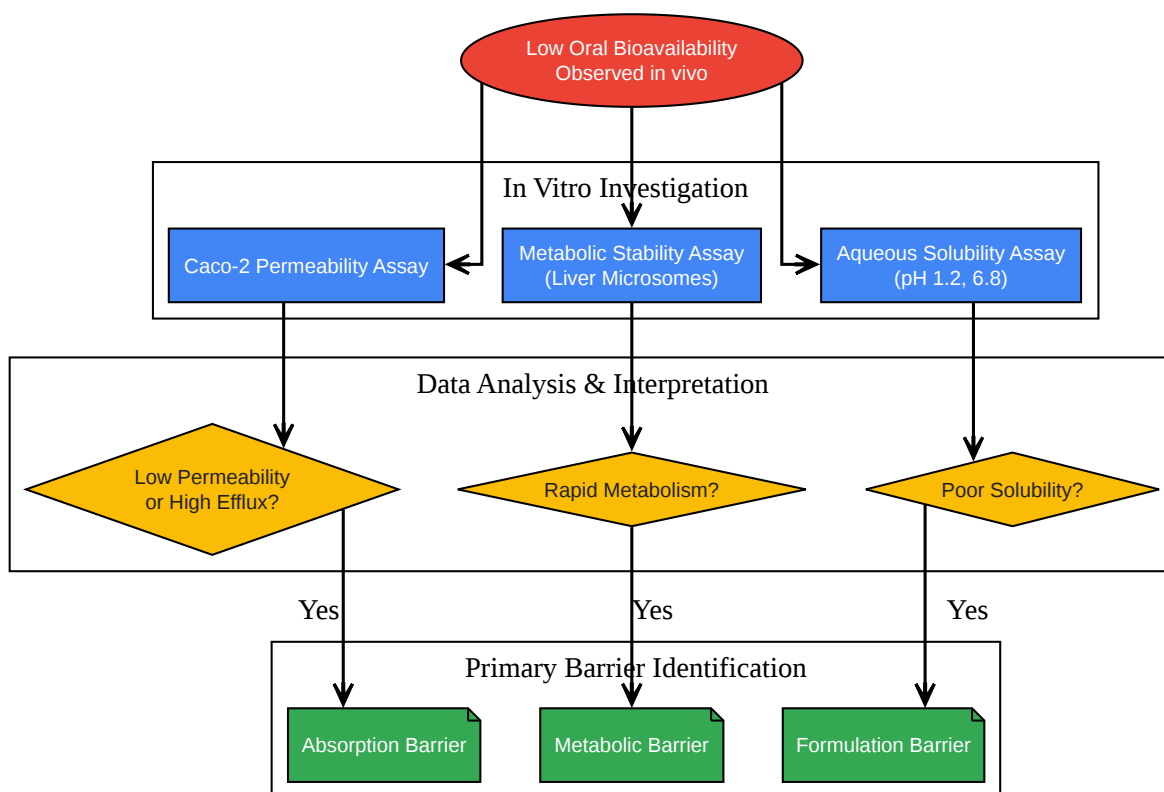 Low Oral Bioavailability
Observed in vivo
In Vitro Investigation
Caco-2 Permeability Assay
Metabolic Stability Assay
(Liver Microsomes)
Aqueous Solubility Assay
(pH 1.2, 6.8)
Data Analysis & Interpretation
Low Permeability
or High Efflux?
Rapid Metabolism?
Poor Solubility?
Yes
Yes
Yes
Primary Barrier Identification
Absorption Barrier
Metabolic Barrier
Formulation Barrier